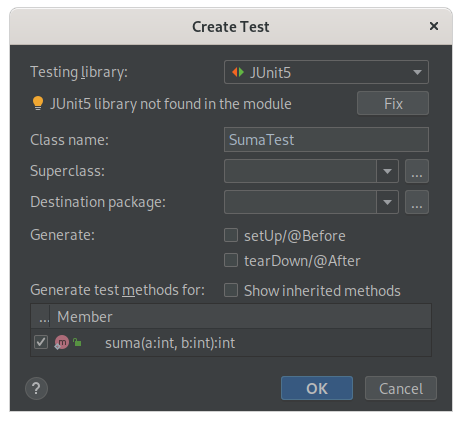 Create Test
Testing library: JUnit5
JUnit5 library not found in the module Fix
Class name: SumaTest
Superclass: ...
Destination package: ...
Generate: setUp/@Before
tearDown/@After
Generate test methods for: Show inherited methods
... Member
m suma(a:int, b:int):int
? OK Cancel